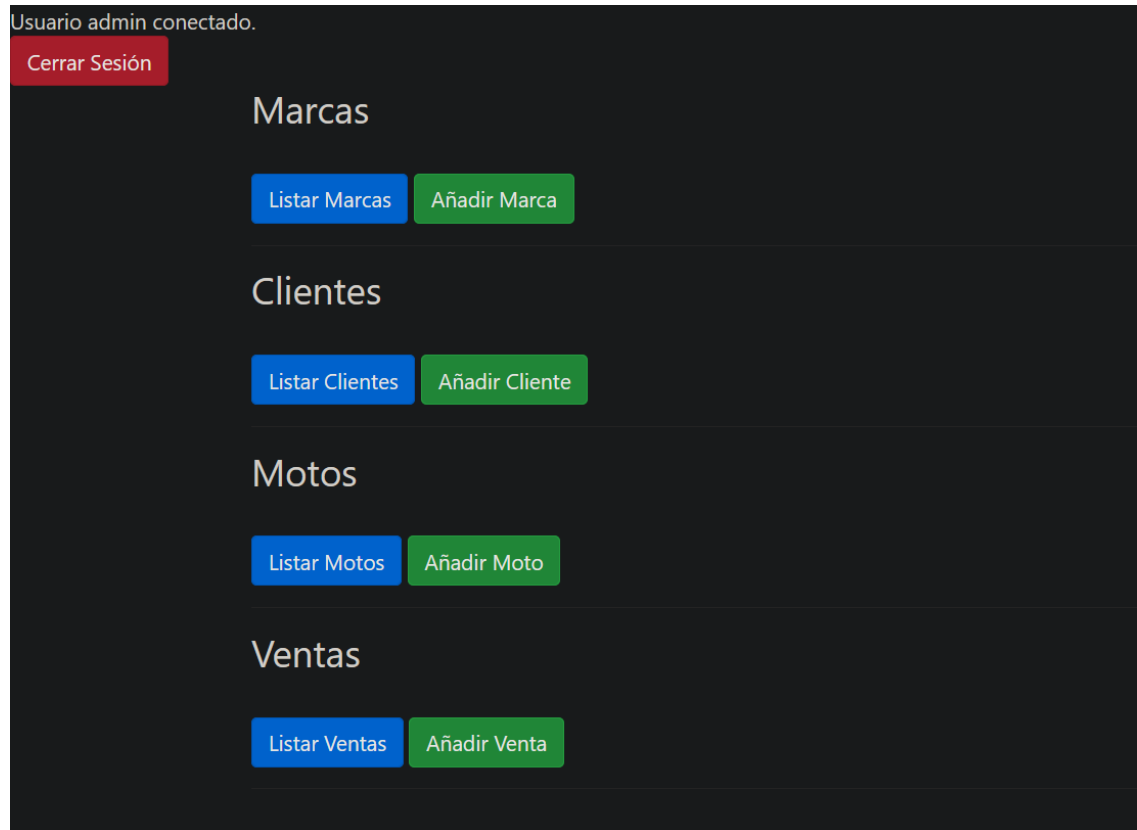 Usuario admin conectado.
Cerrar Sesión
Marcas
Listar Marcas Añadir Marca
Clientes
Listar Clientes Añadir Cliente
Motos
Listar Motos Añadir Moto
Ventas
Listar Ventas Añadir Venta